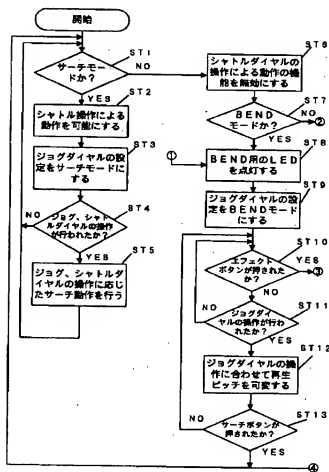 開始
ST1
サーチモー
ドか?
NO
YES
ST2
シャトル操作による
動作を可能にする
ST3
ジョグダイヤルの設
定をサーチモードに
する
ST4
ジョグ、シャト
ルダイヤルの操作
が行われたか?
NO
YES
ST5
ジョグ、シャトルダ
イヤルの操作に応じ
たサーチ動作を行う
ST6
シャトルダイヤルの
操作による動作の機
能を無効にする
ST7
BEND
モードか?
NO
②
YES
①
ST8
BEND用のLED
を点灯する
ST9
ジョグダイヤルの設
定をBENDモード
にする
ST10
エフェクト
ボタンが押された
か?
YES
③
NO
ST11
ジョグダイ
ヤルの操作が行わ
れたか?
NO
YES
ST12
ジョグダイヤルの操
作に合わせて再生
ピッチを可変する
ST13
サーチボタンが
押されたか?
NO
YES
④